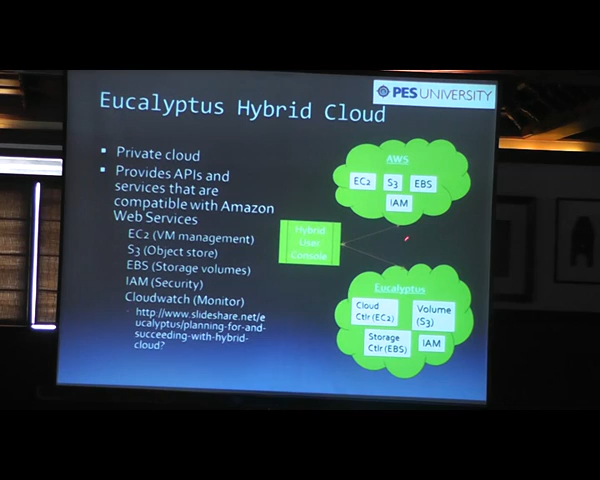 PES UNIVERSITY
Eucalyptus Hybrid Cloud
Private cloud
Provides APIs and
services that are
compatible with Amazon
Web Services
EC2 (VM management)
S3 (Object store)
EBS (Storage volumes)
IAM (Security)
Cloudwatch (Monitor)
http://www.slideshare.net/e
ucalyptus/planning-for-and-
succeeding-with-hybrid-
cloud?
AWS
EC2 S3 EBS
IAM
Hybrid
User
Console
Eucalyptus
Cloud
Ctlr (EC2)
Volume
(S3)
Storage
Ctlr (EBS)
IAM